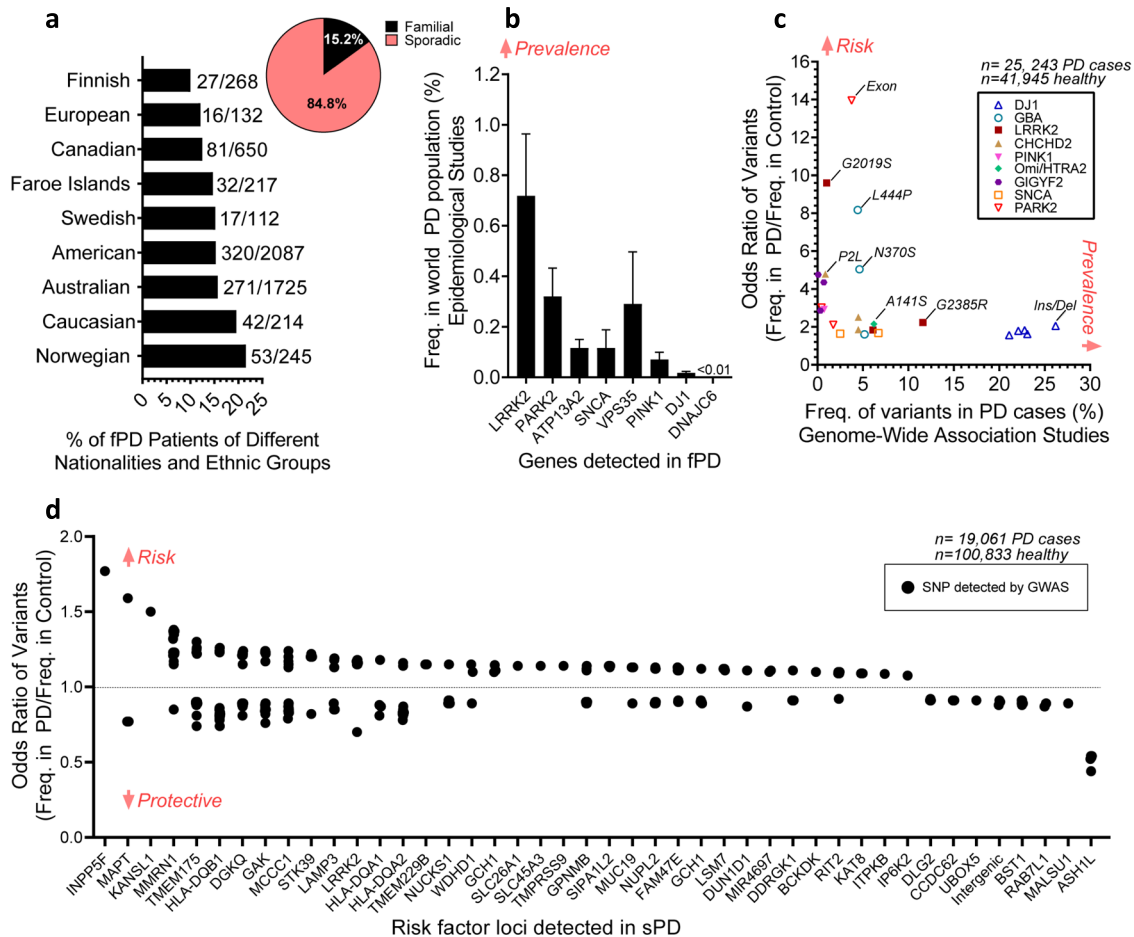 a
Familial
Sporadic
15.2%
84.8%
Finnish 27/268
European 16/132
Canadian 81/650
Faroe Islands 32/217
Swedish 17/112
American 320/2087
Australian 271/1725
Caucasian 42/214
Norwegian 53/245
0 5 10 15 20 25
% of fPD Patients of Different
Nationalities and Ethnic Groups
b
Prevalence
Freq. in world PD population (%)
Epidemiological Studies
1.2
1.0
0.8
0.6
0.4
0.2
0.0
<0.01
LRRK2 PARK2 ATP13A2 SNCA VPS35 PINK1 DJ1 DNAJC6
Genes detected in fPD
c
Risk
n= 25, 243 PD cases
n=41,945 healthy
DJ1
GBA
LRRK2
CHCHD2
PINK1
Omi/HTRA2
GIGYF2
SNCA
PARK2
Odds Ratio of Variants
(Freq. in PD/Freq. in Control)
16
14
12
10
8
6
4
2
0
Exon
G2019S
L444P
P2L
N370S
A141S
G2385R
Ins/Del
Prevalence
0 5 10 15 20 25 30
Freq. of variants in PD cases (%)
Genome-Wide Association Studies
d
Risk
n= 19,061 PD cases
n=100,833 healthy
SNP detected by GWAS
Odds Ratio of Variants
(Freq. in PD/Freq. in Control)
2.0
1.5
1.0
0.5
0.0
Protective
INPP5F MAPT KANSL1 MMRN1 TMEM175 HLA-DQB1 DGKQ GAK MCCC1 STK39 LAMP3 LRRK2 HLA-DQA1 HLA-DQA2 TMEM229B NUCKS1 WDHD1 GCH1 SLC26A1 SLC45A3 TMPRSS9 GPNMB SIPA1L2 MUC19 NUPL2 FAM47E GCH1 LSM7 DUN1D1 MIR4697 DDRGK1 BCKDK RIT2 KAT8 ITPKB IP6K2 DLG2 CCDC62 UBOX5 Intergenic BST1 RAB7L1 MALSU1 ASH1L
Risk factor loci detected in sPD